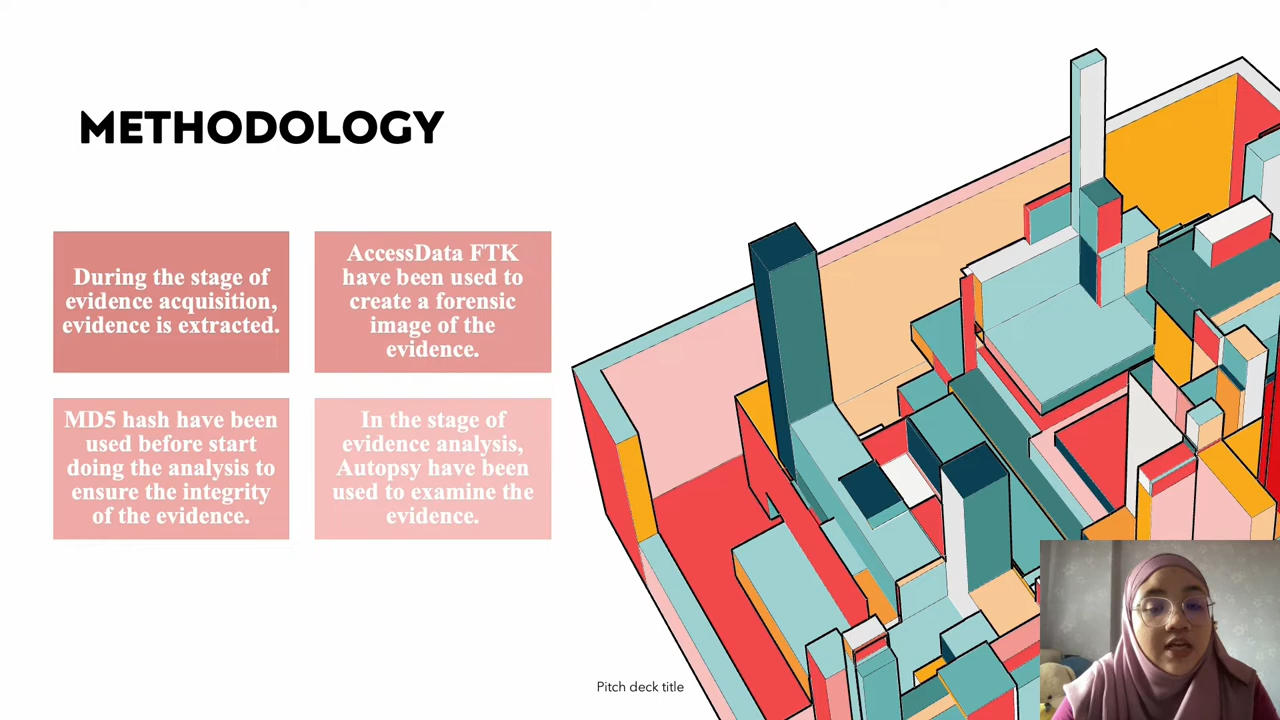 METHODOLOGY
During the stage of
evidence acquisition,
evidence is extracted.
AccessData FTK
have been used to
create a forensic
image of the
evidence.
MD5 hash have been
used before start
doing the analysis to
ensure the integrity
of the evidence.
In the stage of
evidence analysis,
Autopsy have been
used to examine the
evidence.
Pitch deck title